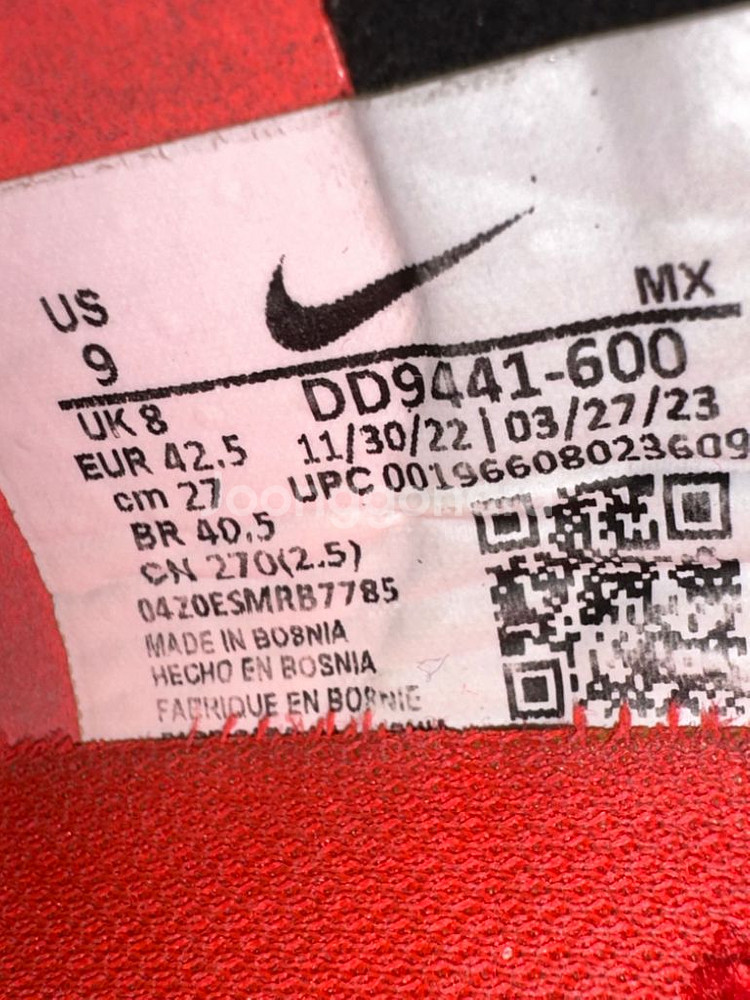 US
9
MX
UK 8
DD9441-600
EUR 42.5
11/30/22 | 03/27/23
cm 27
UPC 00196608023609
BR 40.5
CN 270(2.5)
04Z0ESMRB7785
MADE IN BOSNIA
HECHO EN BOSNIA
FABRIQUE EN BOSNIE